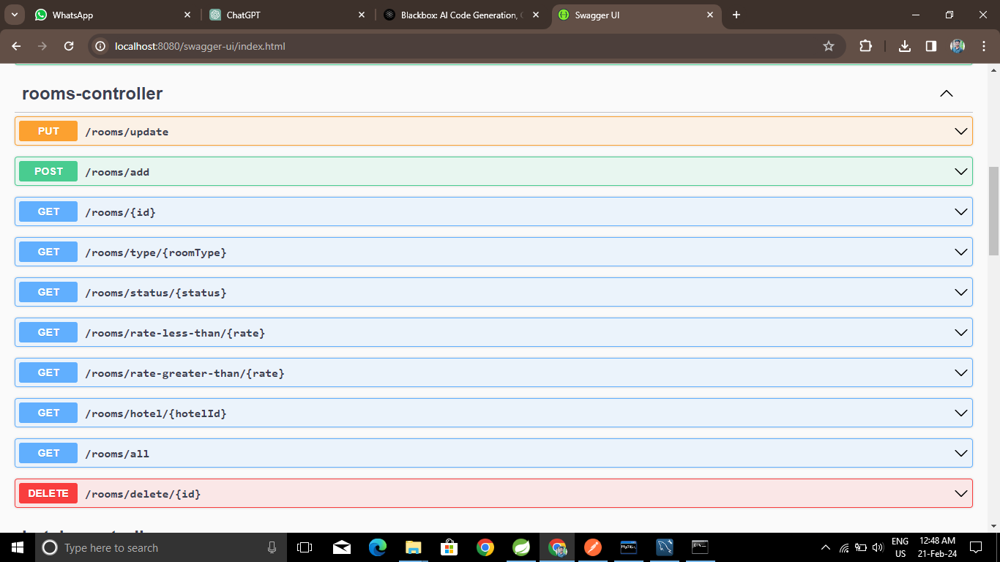 WhatsApp
ChatGPT
Blackbox: AI Code Generation,
Swagger UI
localhost:8080/swagger-ui/index.html
rooms-controller
PUT /rooms/update
POST /rooms/add
GET /rooms/{id}
GET /rooms/type/{roomType}
GET /rooms/status/{status}
GET /rooms/rate-less-than/{rate}
GET /rooms/rate-greater-than/{rate}
GET /rooms/hotel/{hotelId}
GET /rooms/all
DELETE /rooms/delete/{id}
Type here to search
MySQL
ENG
US
12:48 AM
21-Feb-24